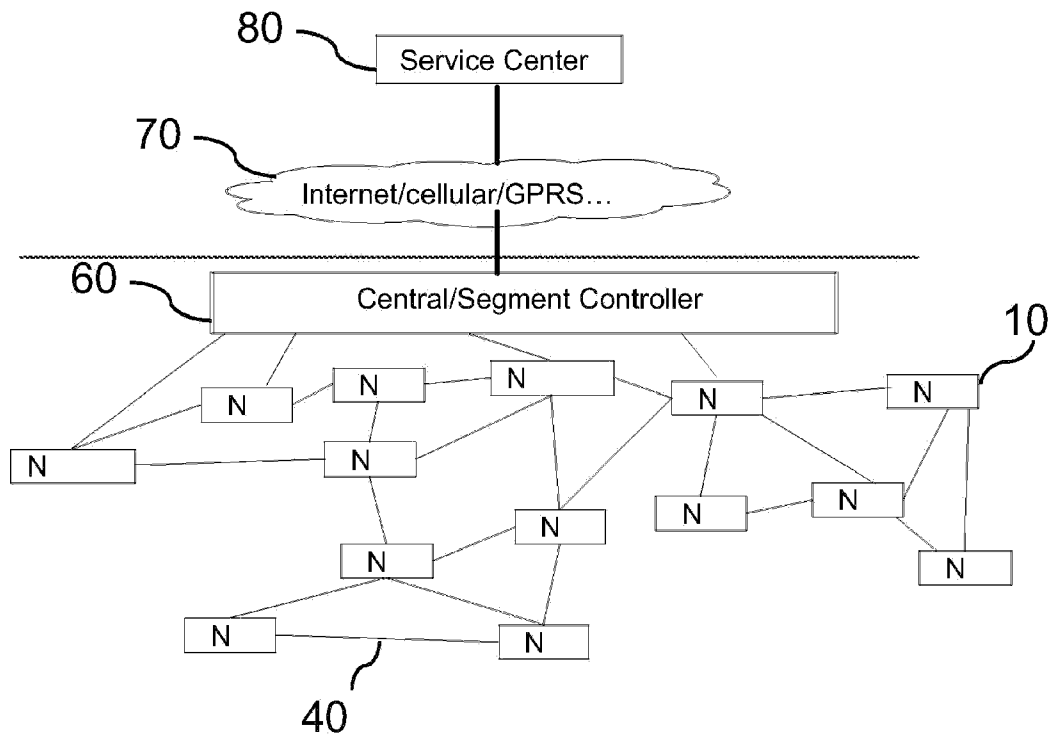 80
Service Center
70
Internet/cellular/GPRS...
60
Central/Segment Controller
10
N
N
N
N
N
N
N
N
N
N
N
N
N
N
40